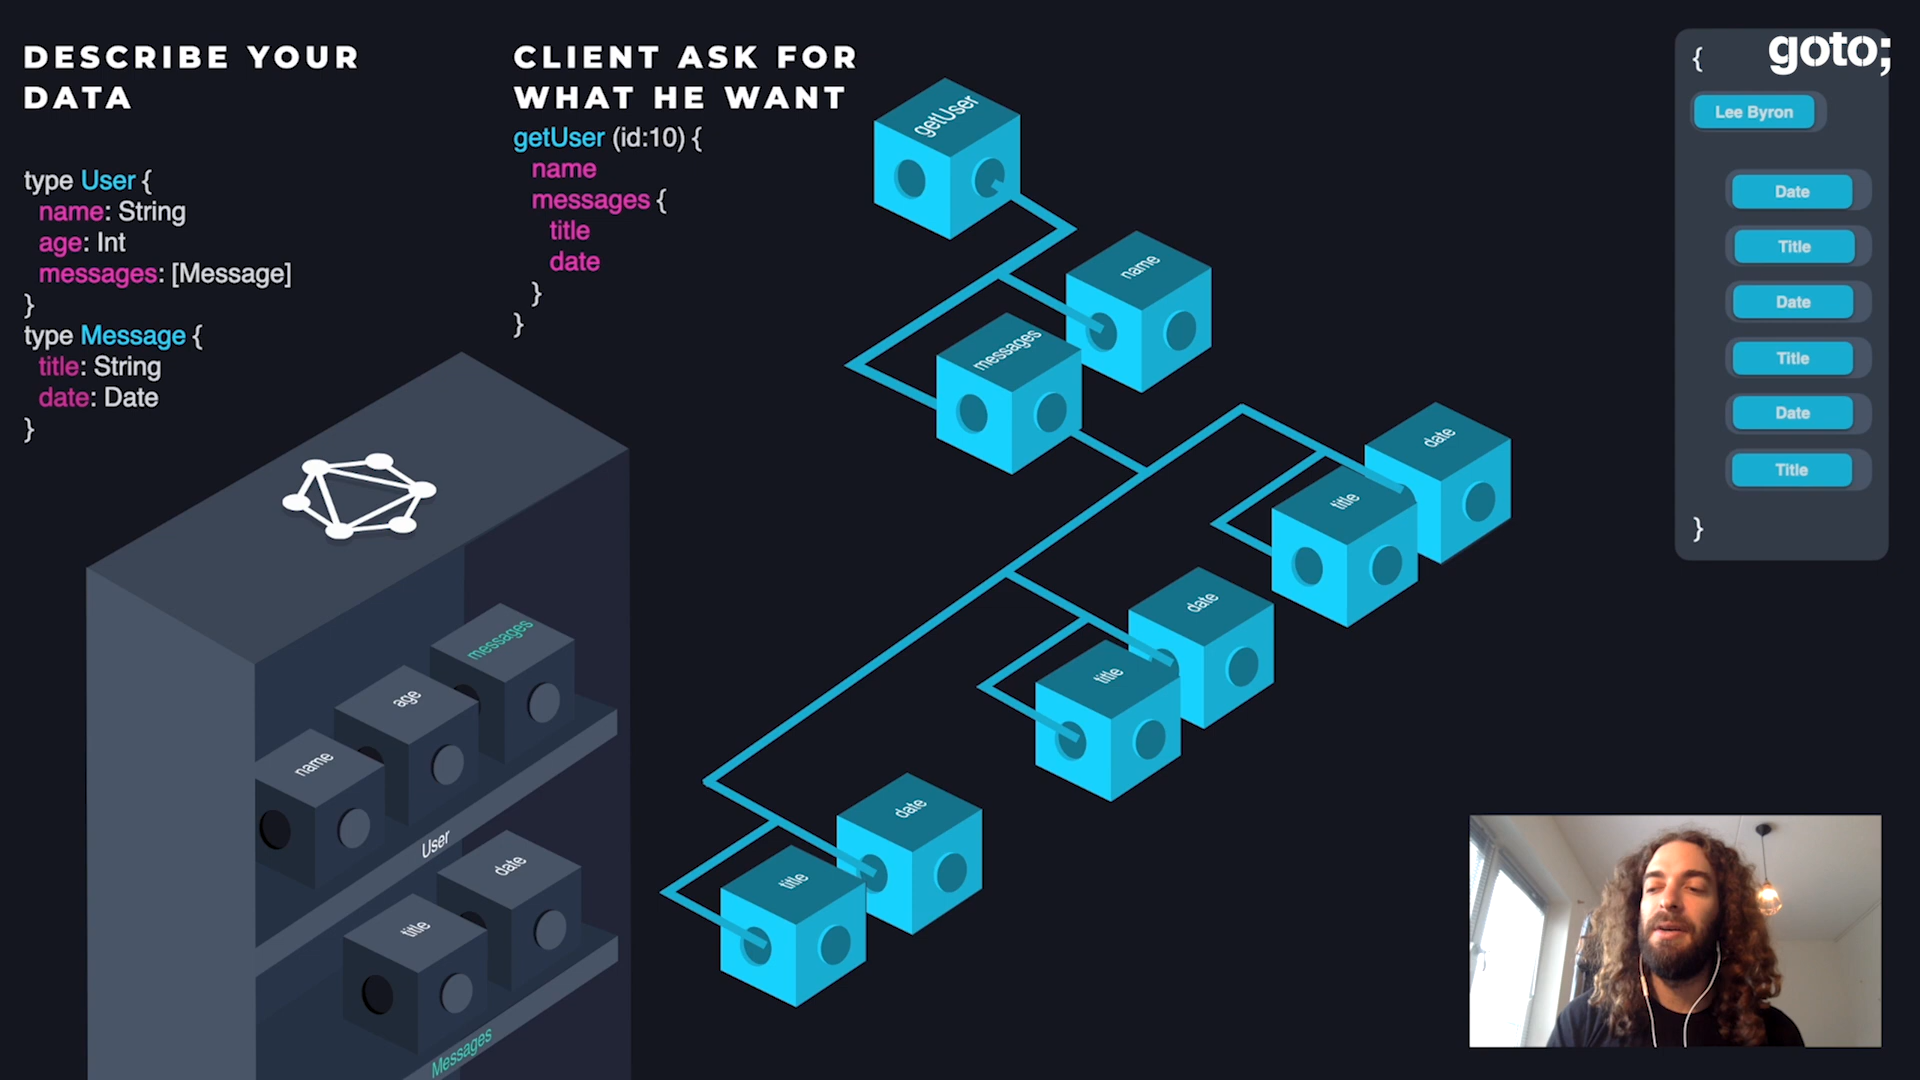 DESCRIBE YOUR
DATA
type User {
name: String
age: Int
messages: [Message]
}
type Message {
title: String
date: Date
}
CLIENT ASK FOR
WHAT HE WANT
getUser (id:10) {
name
messages {
title
date
}
}
getUser
name
messages
date
title
date
title
date
title
messages
age
name
User
date
title
Messages
goto;
{
Lee Byron
Date
Title
Date
Title
Date
Title
}